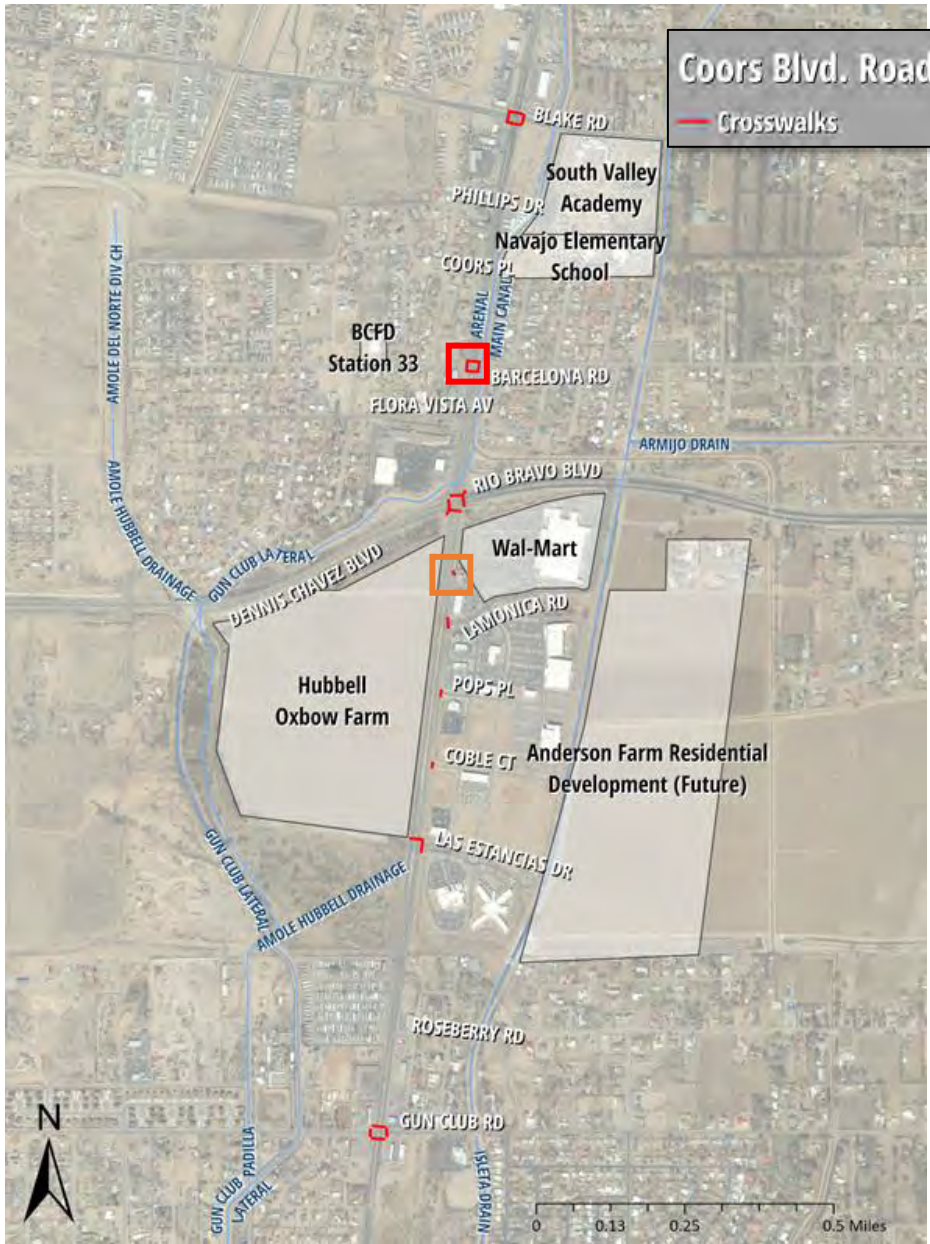 Coors Blvd. Road
Crosswalks
BLAKE RD
South Valley
Academy
PHILLIPS DR
Navajo Elementary
School
COORS PL
ARENAL
MAIN CANAL
AMOLE DEL NORTE DIV CH
BCFD
Station 33
BARCELONA RD
FLORA VISTA AV
ARMIJO DRAIN
RIO BRAVO BLVD
AMOLE HUBBELL DRAINAGE
GUN CLUB LATERAL
DENNIS CHAVEZ BLVD
Wal-Mart
LAMONICA RD
Hubbell
Oxbow Farm
POPS PL
COBLE CT
Anderson Farm Residential
Development (Future)
LAS ESTANCIAS DR
GUN CLUB LATERAL
AMOLE HUBBELL DRAINAGE
ROSEBERRY RD
N
GUN CLUB RD
GUN CLUB PADILLA
LATERAL
ISLETA DRAIN
0 0.13 0.25 0.5 Miles